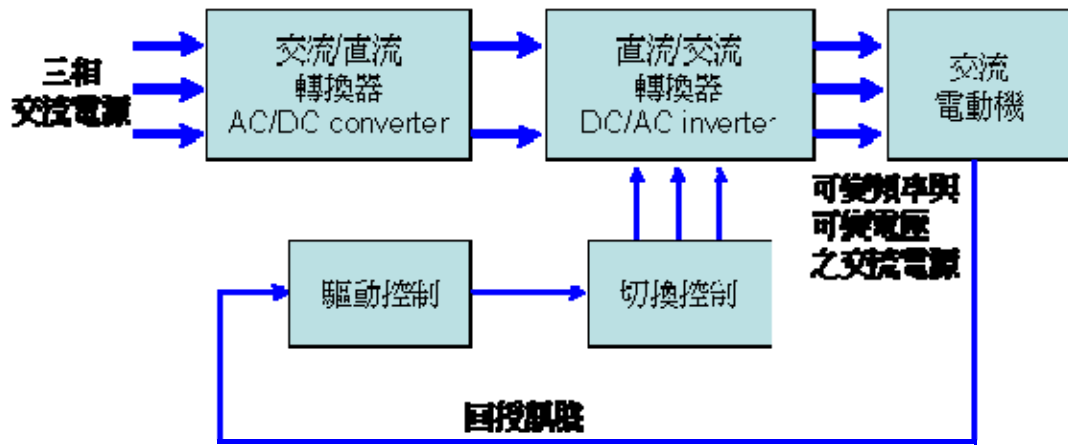 三相
交流電源
交流/直流
轉換器
AC/DC converter
直流/交流
轉換器
DC/AC inverter
交流
電動機
可變頻率與
可變電壓
之交流電源
驅動控制
切換控制
回授訊號